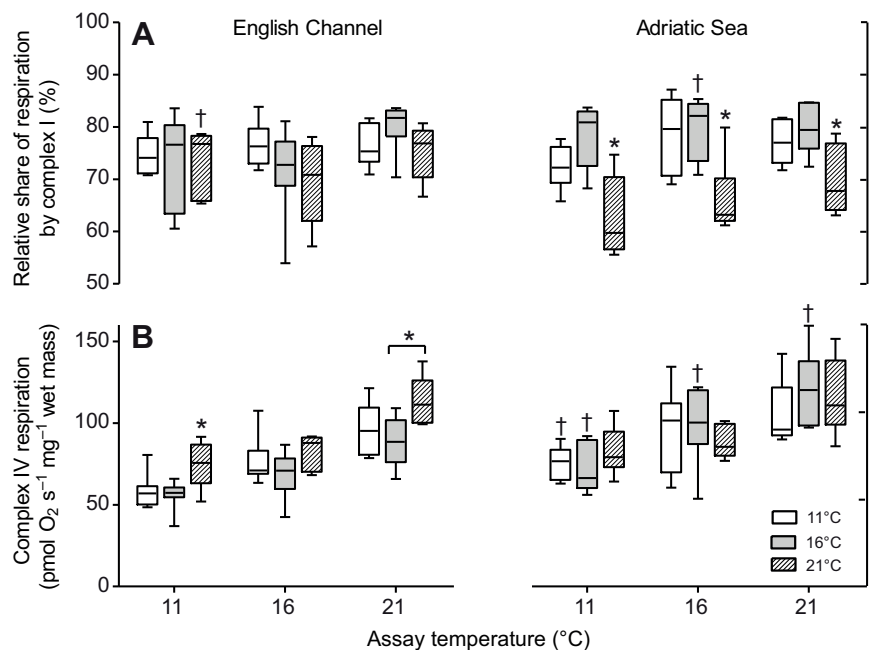 A
English Channel
Adriatic Sea
Relative share of respiration
by complex I (%)
100
90
80
70
60
50
†
†
*
*
*
B
Complex IV respiration
(pmol O₂ s⁻¹ mg⁻¹ wet mass)
150
100
50
0
*
*
†
†
†
†
11°C
16°C
21°C
11
16
21
11
16
21
Assay temperature (°C)